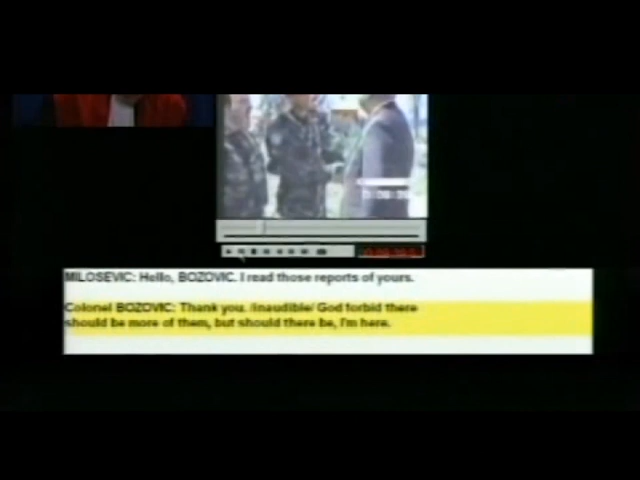 MILOSEVIC: Hello, BOZOVIC. I read those reports of yours.
Colonel BOZOVIC: Thank you. /inaudible/ God forbid there
should be more of them, but should there be, I'm here.